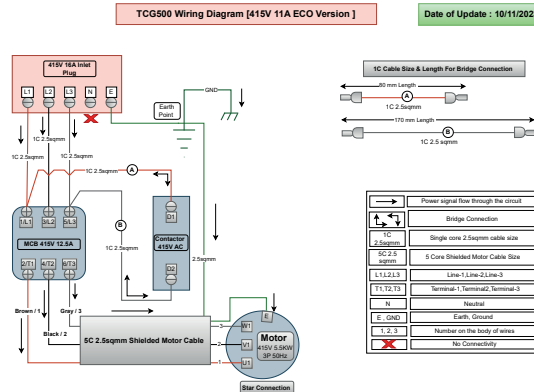 TCG500 Wiring Diagram [415V 11A ECO Version ]
Date of Update : 10/11/202
415V 16A Inlet
Plug
L1 L2 L3 N E
GND
Earth
Point
1C 2.5sqmm
1C 2.5sqmm
1C 2.5sqmm
1C 2.5sqmm A
B
1C 2.5sqmm
2.5sqmm
1/L1 3/L2 5/L3
MCB 415V 12.5A
2/T1 4/T2 6/T3
D1
Contactor
415V AC
D2
Brown / 1
Black / 2
Gray / 3
5C 2.5sqmm Shielded Motor Cable
3
2
1
E
W1
V1
U1
Motor
415V 5.5KW
3P 50Hz
Star Connection
1C Cable Size & Length For Bridge Connection
80 mm Length
A
1C 2.5sqmm
170 mm Length
B
1C 2.5 sqmm
Power signal flow through the circuit
Bridge Connection
1C
2.5sqmm
Single core 2.5sqmm cable size
5C 2.5
sqmm
5 Core Shielded Motor Cable Size
L1,L2,L3 Line-1,Line-2,Line-3
T1,T2,T3 Terminal-1,Terminal2,Terminal-3
N Neutral
E , GND Earth, Ground
1, 2, 3 Number on the body of wires
No Connectivity